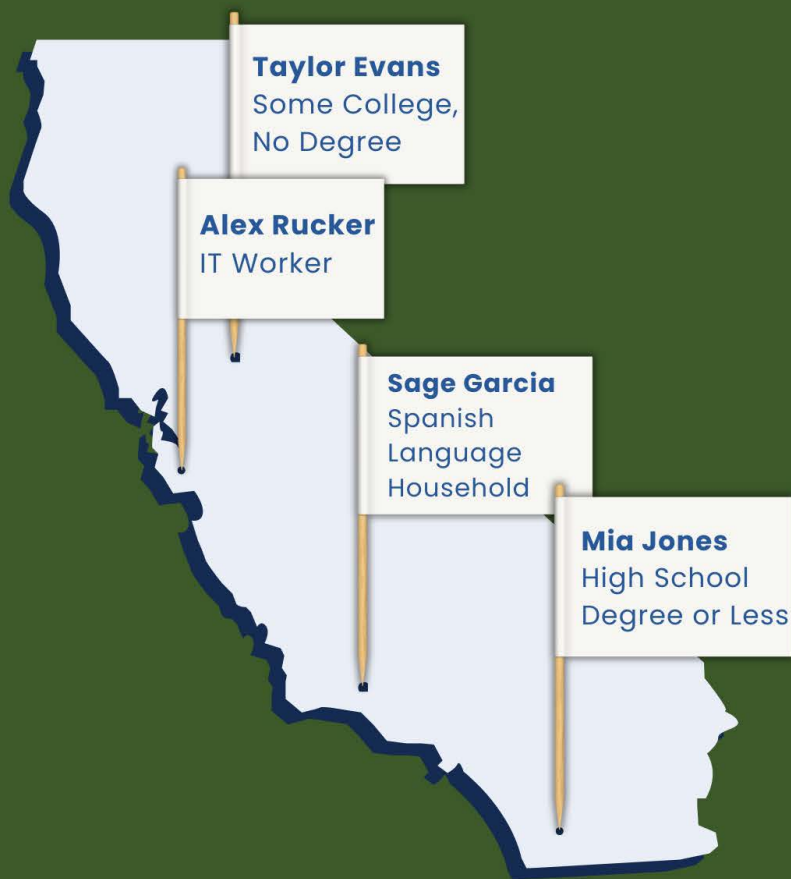 Taylor Evans
Some College,
No Degree
Alex Rucker
IT Worker
Sage Garcia
Spanish
Language
Household
Mia Jones
High School
Degree or Less